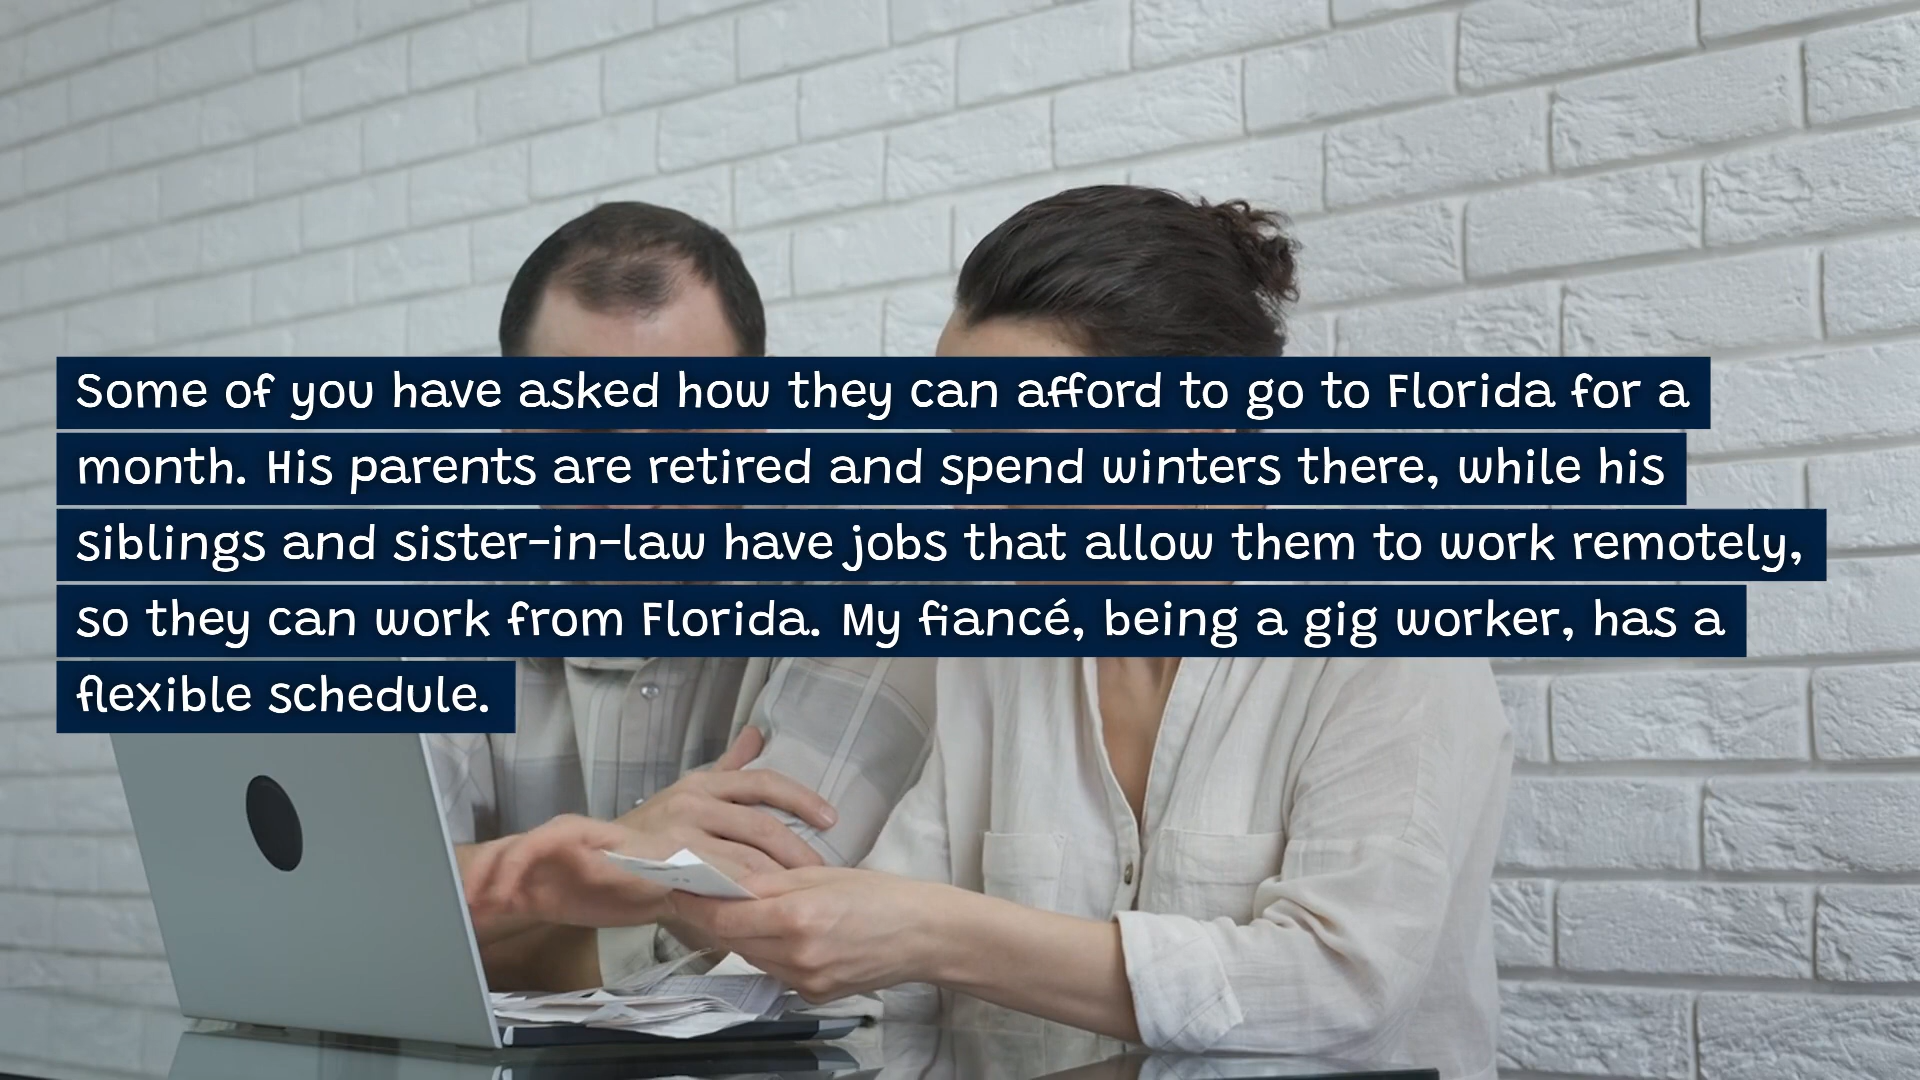 Some of you have asked how they can afford to go to Florida for a
month. His parents are retired and spend winters there, while his
siblings and sister-in-law have jobs that allow them to work remotely,
so they can work from Florida. My fiancé, being a gig worker, has a
flexible schedule.